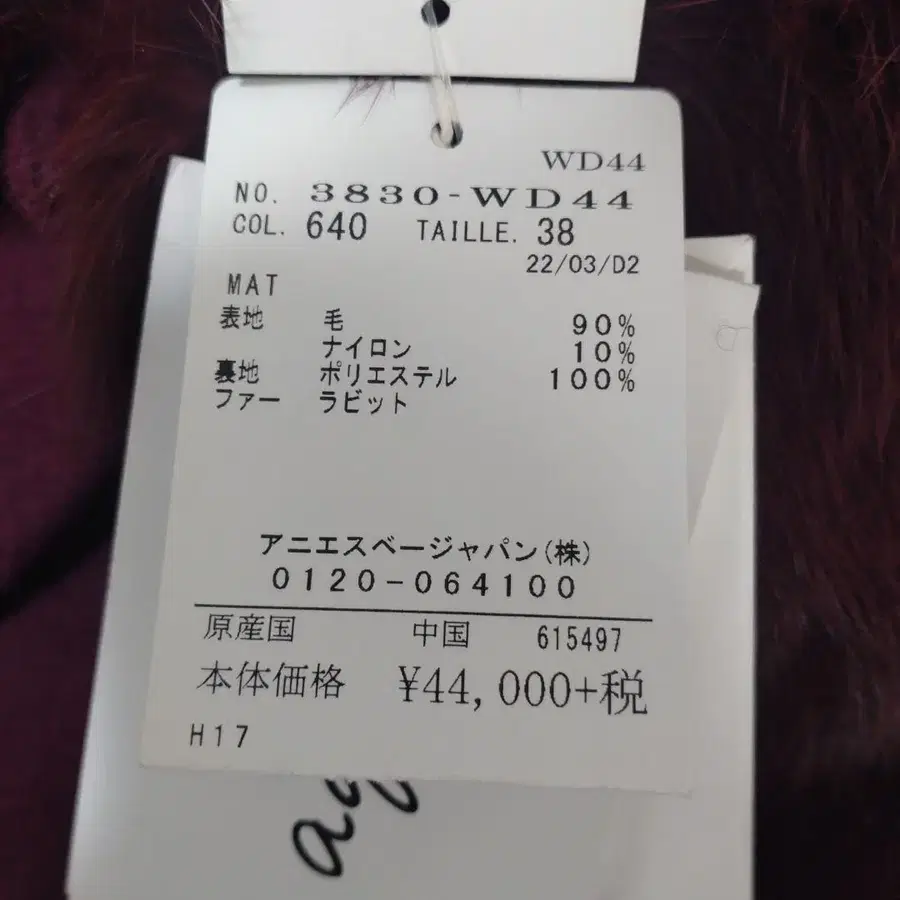 WD44
NO. 3830-WD44
COL. 640 TAILLE. 38
22/03/D2
MAT
表地 毛 90%
ナイロン 10%
裏地 ポリエステル 100%
ファー ラビット
アニエスベージャパン(株)
0120-064100
原産国 中国 615497
本体価格 ¥44,000+税
H17